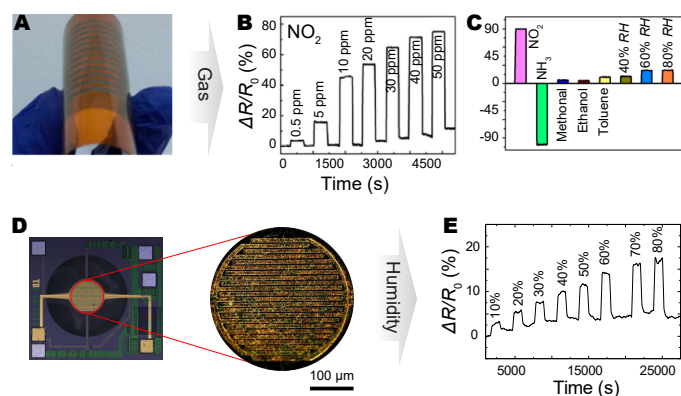 A
Gas
B
NO2
ΔR/R0 (%)
80
60
40
20
0
0.5 ppm
5 ppm
10 ppm
20 ppm
30 ppm
40 ppm
50 ppm
0 1500 3000 4500
Time (s)
C
90
45
0
-45
-90
NO2
NH3
Methonal
Ethanol
Toluene
40% RH
60% RH
80% RH
D
100 µm
Humidity
E
ΔR/R0 (%)
20
10
0
10%
20%
30%
40%
50%
60%
70%
80%
5000 15000 25000
Time (s)